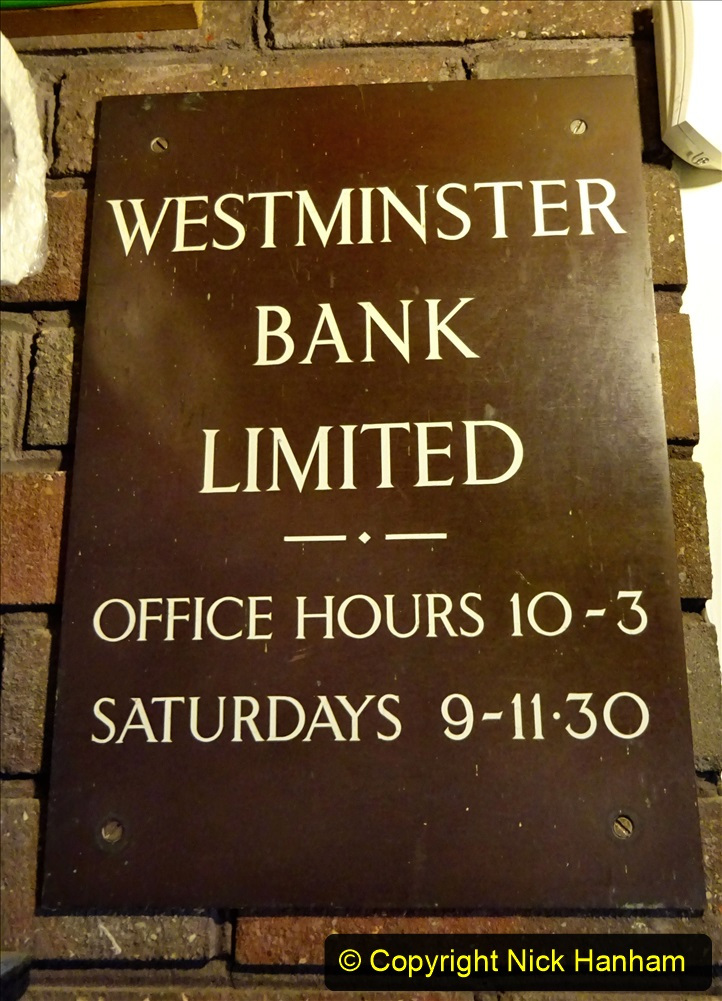 WESTMINSTER
BANK
LIMITED
OFFICE HOURS 10-3
SATURDAYS 9-11·30
© Copyright Nick Hanham